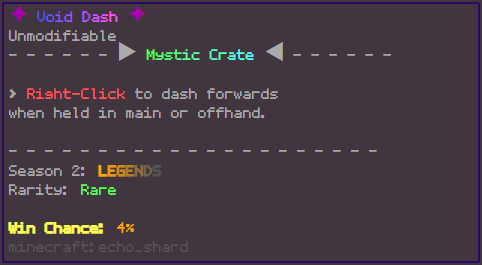 ✦ Void Dash ✦
Unmodifiable
- - - - - - ▶ Mystic Crate ◀ - - - - - -
> Right-Click to dash forwards
when held in main or offhand.
- - - - - - - - - - - - - - - - - - - - - -
Season 2: LEGENDS
Rarity: Rare
Win Chance: 4%
minecraft:echo_shard